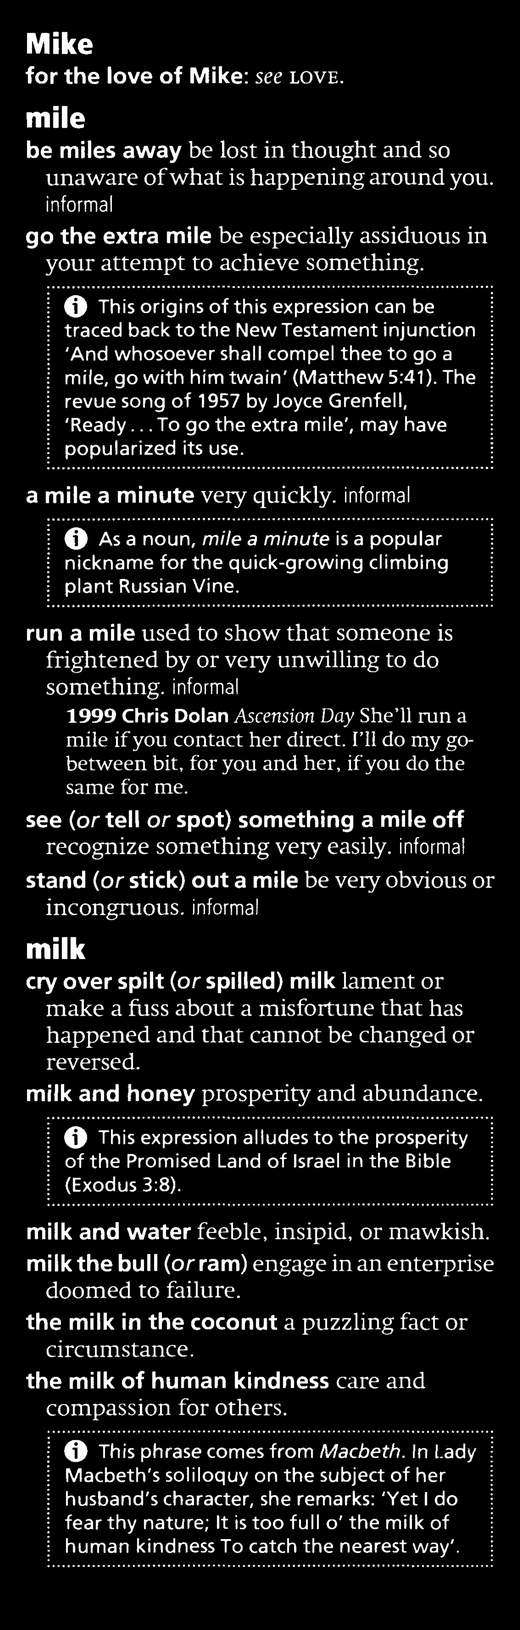 Mike
for the love of Mike: see LOVE.
mile
be miles away be lost in thought and so
unaware of what is happening around you.
informal
go the extra mile be especially assiduous in
your attempt to achieve something.
This origins of this expression can be
traced back to the New Testament injunction
‘And whosoever shall compel thee to go a
mile, go with him twain’ (Matthew 5:41). The
revue song of 1957 by Joyce Grenfell,
‘Ready ... To go the extra mile’, may have
popularized its use.
a mile a minute very quickly. informal
As a noun, mile a minute is a popular
nickname for the quick-growing climbing
plant Russian Vine.
run a mile used to show that someone is
frightened by or very unwilling to do
something. informal
1999 Chris Dolan Ascension Day She’ll run a
mile if you contact her direct. I’ll do my go-
between bit, for you and her, if you do the
same for me.
see (or tell or spot) something a mile off
recognize something very easily. informal
stand (or stick) out a mile be very obvious or
incongruous. informal
milk
cry over spilt (or spilled) milk lament or
make a fuss about a misfortune that has
happened and that cannot be changed or
reversed.
milk and honey prosperity and abundance.
This expression alludes to the prosperity
of the Promised Land of Israel in the Bible
(Exodus 3:8).
milk and water feeble, insipid, or mawkish.
milk the bull (or ram) engage in an enterprise
doomed to failure.
the milk in the coconut a puzzling fact or
circumstance.
the milk of human kindness care and
compassion for others.
This phrase comes from Macbeth. In Lady
Macbeth’s soliloquy on the subject of her
husband’s character, she remarks: ‘Yet I do
fear thy nature; It is too full o’ the milk of
human kindness To catch the nearest way’.